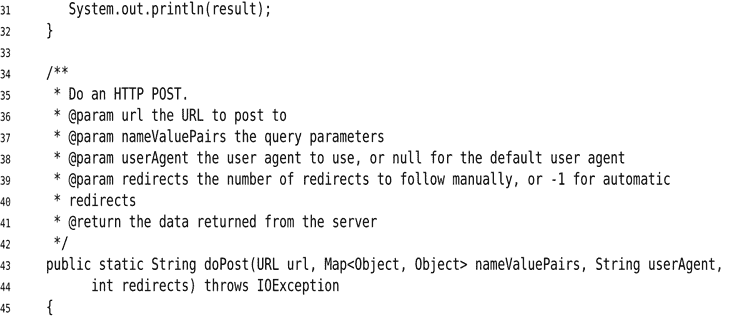 31        System.out.println(result);
32     }
33
34     /**
35      * Do an HTTP POST.
36      * @param url the URL to post to
37      * @param nameValuePairs the query parameters
38      * @param userAgent the user agent to use, or null for the default user agent
39      * @param redirects the number of redirects to follow manually, or -1 for automatic
40      * redirects
41      * @return the data returned from the server
42      */
43     public static String doPost(URL url, Map<Object, Object> nameValuePairs, String userAgent,
44           int redirects) throws IOException
45     {